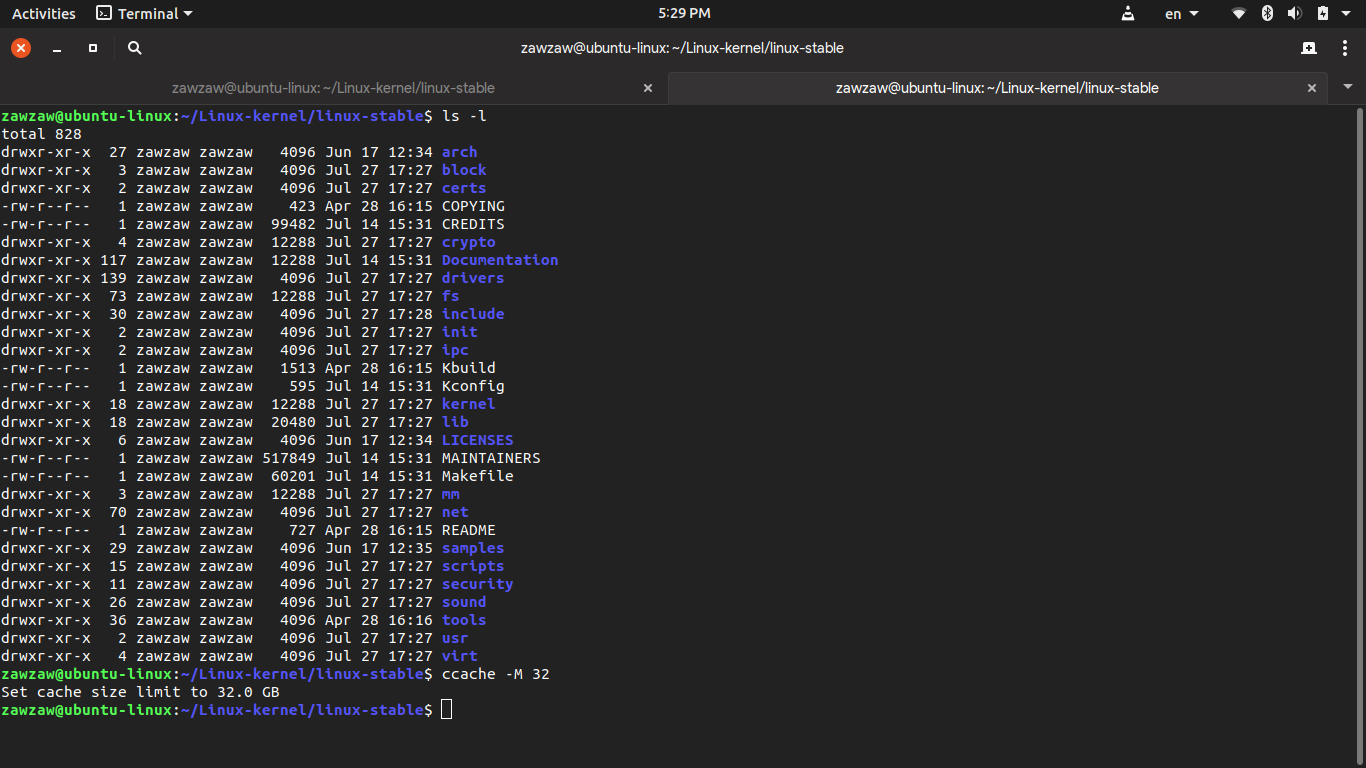 Activities Terminal 5:29 PM en
zawzaw@ubuntu-linux: ~/Linux-kernel/linux-stable
zawzaw@ubuntu-linux: ~/Linux-kernel/linux-stable zawzaw@ubuntu-linux: ~/Linux-kernel/linux-stable
zawzaw@ubuntu-linux:~/Linux-kernel/linux-stable$ ls -l
total 828
drwxr-xr-x  27 zawzaw zawzaw   4096 Jun 17 12:34 arch
drwxr-xr-x   3 zawzaw zawzaw   4096 Jul 27 17:27 block
drwxr-xr-x   2 zawzaw zawzaw   4096 Jul 27 17:27 certs
-rw-r--r--   1 zawzaw zawzaw    423 Apr 28 16:15 COPYING
-rw-r--r--   1 zawzaw zawzaw  99482 Jul 14 15:31 CREDITS
drwxr-xr-x   4 zawzaw zawzaw  12288 Jul 27 17:27 crypto
drwxr-xr-x 117 zawzaw zawzaw  12288 Jul 14 15:31 Documentation
drwxr-xr-x 139 zawzaw zawzaw   4096 Jul 27 17:27 drivers
drwxr-xr-x  73 zawzaw zawzaw  12288 Jul 27 17:27 fs
drwxr-xr-x  30 zawzaw zawzaw   4096 Jul 27 17:28 include
drwxr-xr-x   2 zawzaw zawzaw   4096 Jul 27 17:27 init
drwxr-xr-x   2 zawzaw zawzaw   4096 Jul 27 17:27 ipc
-rw-r--r--   1 zawzaw zawzaw   1513 Apr 28 16:15 Kbuild
-rw-r--r--   1 zawzaw zawzaw    595 Jul 14 15:31 Kconfig
drwxr-xr-x  18 zawzaw zawzaw  12288 Jul 27 17:27 kernel
drwxr-xr-x  18 zawzaw zawzaw  20480 Jul 27 17:27 lib
drwxr-xr-x   6 zawzaw zawzaw   4096 Jun 17 12:34 LICENSES
-rw-r--r--   1 zawzaw zawzaw 517849 Jul 14 15:31 MAINTAINERS
-rw-r--r--   1 zawzaw zawzaw  60201 Jul 14 15:31 Makefile
drwxr-xr-x   3 zawzaw zawzaw  12288 Jul 27 17:27 mm
drwxr-xr-x  70 zawzaw zawzaw   4096 Jul 27 17:27 net
-rw-r--r--   1 zawzaw zawzaw    727 Apr 28 16:15 README
drwxr-xr-x  29 zawzaw zawzaw   4096 Jun 17 12:35 samples
drwxr-xr-x  15 zawzaw zawzaw   4096 Jul 27 17:27 scripts
drwxr-xr-x  11 zawzaw zawzaw   4096 Jul 27 17:27 security
drwxr-xr-x  26 zawzaw zawzaw   4096 Jul 27 17:27 sound
drwxr-xr-x  36 zawzaw zawzaw   4096 Apr 28 16:16 tools
drwxr-xr-x   2 zawzaw zawzaw   4096 Jul 27 17:27 usr
drwxr-xr-x   4 zawzaw zawzaw   4096 Jul 27 17:27 virt
zawzaw@ubuntu-linux:~/Linux-kernel/linux-stable$ ccache -M 32
Set cache size limit to 32.0 GB
zawzaw@ubuntu-linux:~/Linux-kernel/linux-stable$